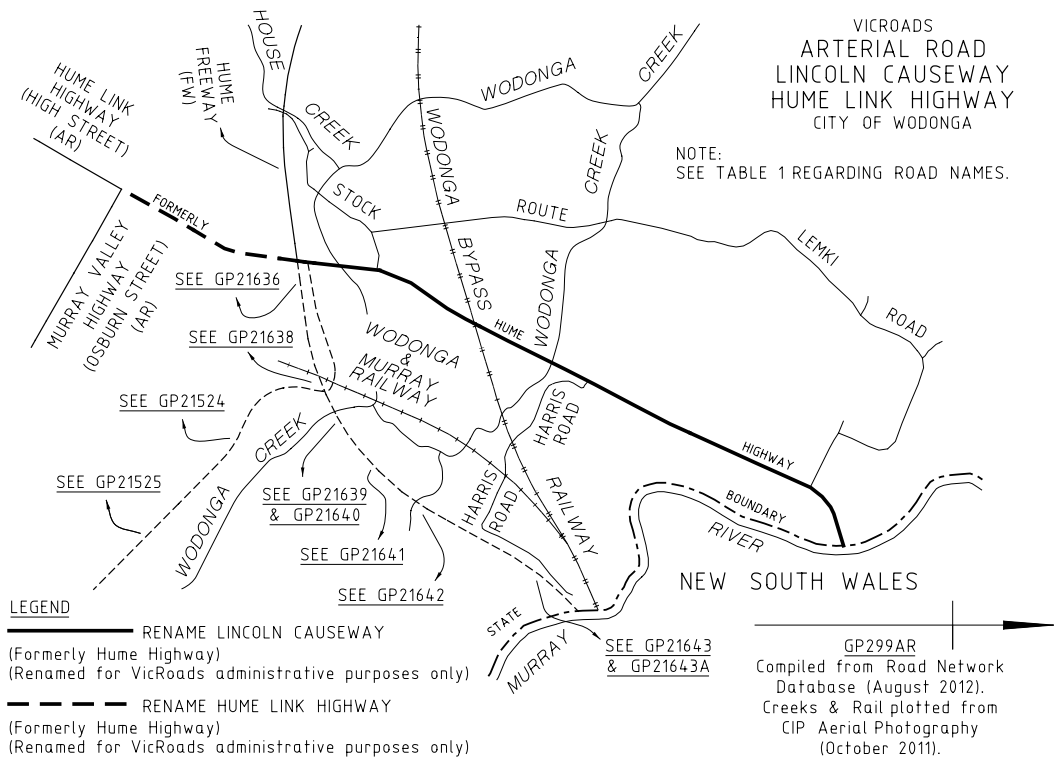 VICROADS
ARTERIAL ROAD
LINCOLN CAUSEWAY
HUME LINK HIGHWAY
CITY OF WODONGA
NOTE:
SEE TABLE 1 REGARDING ROAD NAMES.
HOUSE
CREEK
HUME
FREEWAY
(FW)
HUME LINK
HIGHWAY
(HIGH STREET)
(AR)
WODONGA
CREEK
WODONGA
BYPASS
CREEK
STOCK
ROUTE
LEMKI
ROAD
FORMERLY
MURRAY VALLEY
HIGHWAY
(OSBURN STREET)
(AR)
SEE GP21636
SEE GP21638
WODONGA
&
MURRAY
RAILWAY
HUME
WODONGA
SEE GP21524
CREEK
HARRIS
ROAD
HIGHWAY
SEE GP21525
WODONGA
SEE GP21639
& GP21640
HARRIS
ROAD
RAILWAY
BOUNDARY
RIVER
SEE GP21641
SEE GP21642
NEW SOUTH WALES
STATE
MURRAY
SEE GP21643
& GP21643A
LEGEND
RENAME LINCOLN CAUSEWAY
(Formerly Hume Highway)
(Renamed for VicRoads administrative purposes only)
RENAME HUME LINK HIGHWAY
(Formerly Hume Highway)
(Renamed for VicRoads administrative purposes only)
GP299AR
Compiled from Road Network
Database (August 2012).
Creeks & Rail plotted from
CIP Aerial Photography
(October 2011).